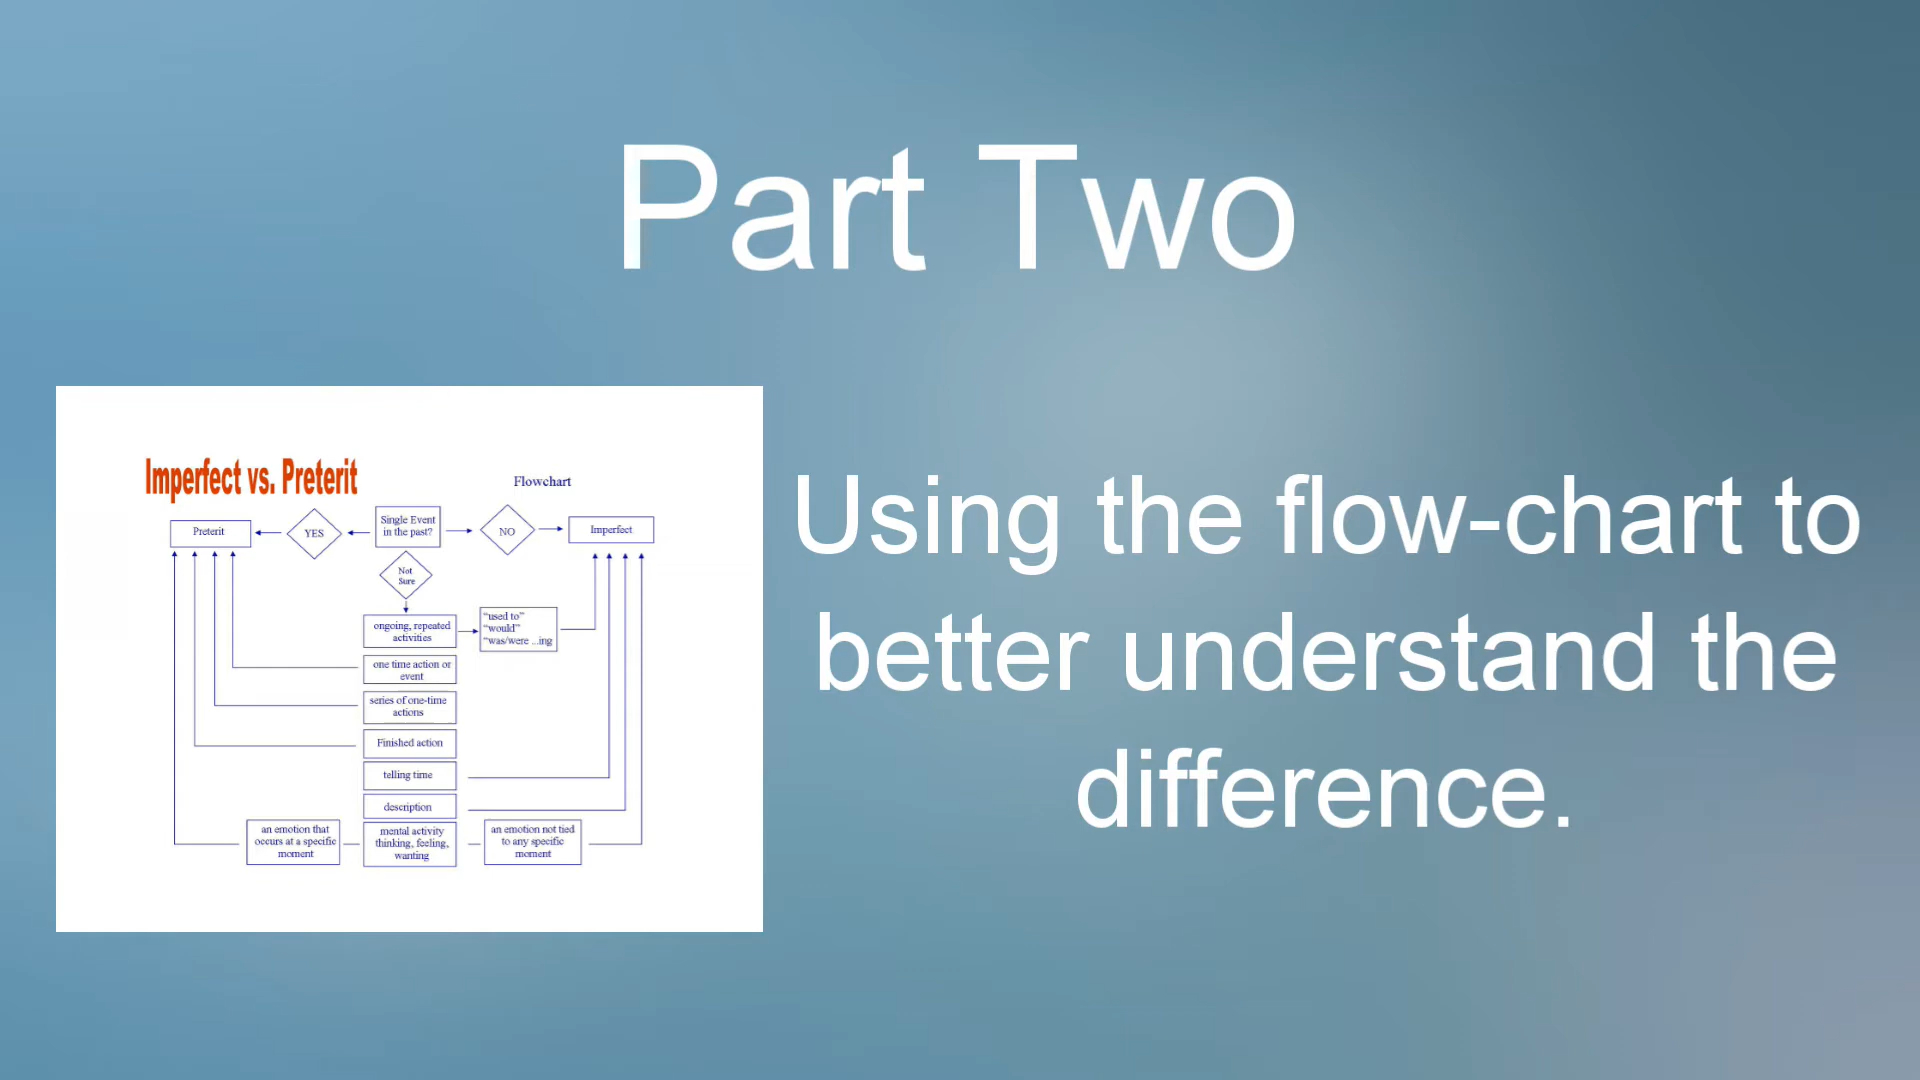 Part Two
Imperfect vs. Preterit
Flowchart
Preterit
YES
Single Event
in the past?
NO
Imperfect
Not
Sure
ongoing, repeated
activities
"used to"
"would"
"was/were ...ing
one time action or
event
series of one-time
actions
Finished action
telling time
description
an emotion that
occurs at a specific
moment
mental activity
thinking, feeling,
wanting
an emotion not tied
to any specific
moment
Using the flow-chart to
better understand the
difference.